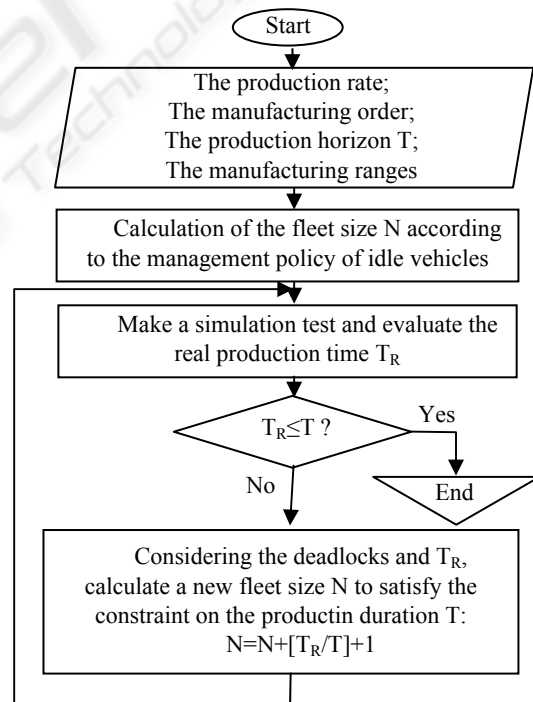 Technology
Start
The production rate;
The manufacturing order;
The production horizon T;
The manufacturing ranges
Calculation of the fleet size N according
to the management policy of idle vehicles
Make a simulation test and evaluate the
real production time T_R
T_R≤T ?
Yes
No
End
Considering the deadlocks and T_R,
calculate a new fleet size N to satisfy the
constraint on the productin duration T:
N=N+[T_R/T]+1